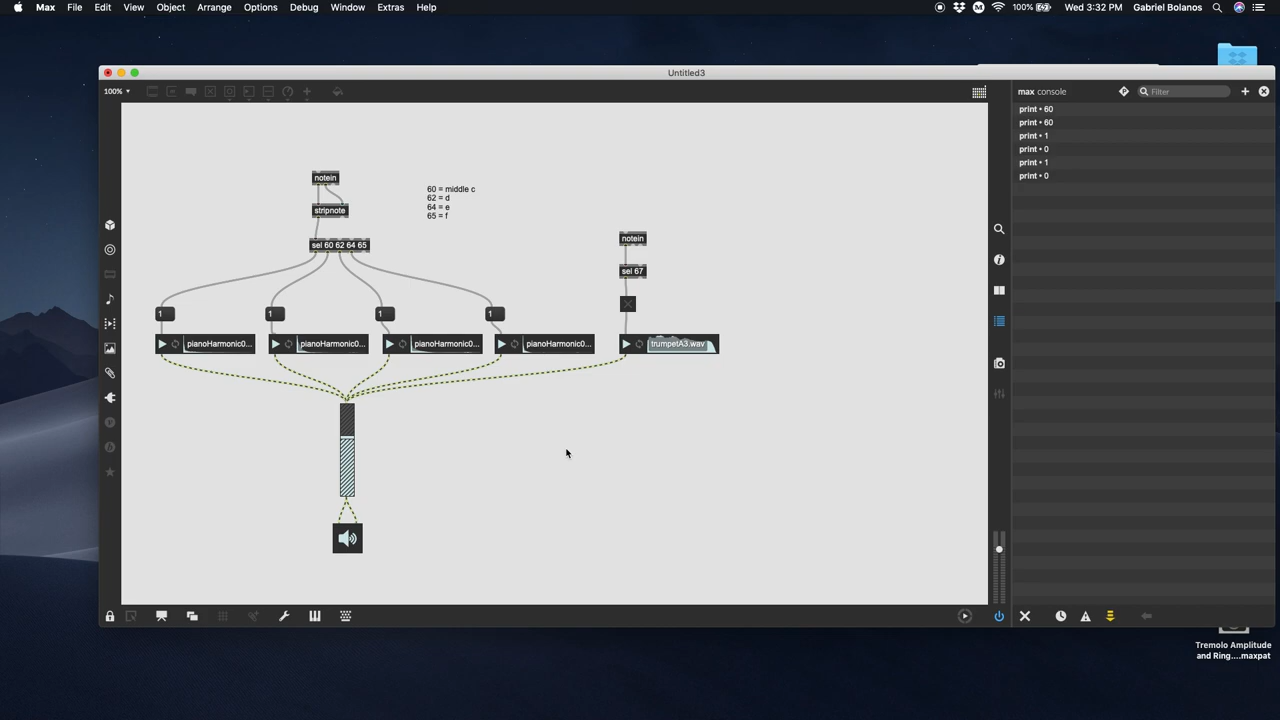 Max File Edit View Object Arrange Options Debug Window Extras Help
100% Wed 3:32 PM Gabriel Bolanos
Untitled3
100%
max console
Filter
print • 60
print • 60
print • 1
print • 0
print • 1
print • 0
notein
stripnote
sel 60 62 64 65
60 = middle c
62 = d
64 = e
65 = f
notein
sel 67
1 1 1 1
pianoHarmonic0... pianoHarmonic0... pianoHarmonic0... pianoHarmonic0... trumpetA3.wav
Tremolo Amplitude
and Ring....maxpat